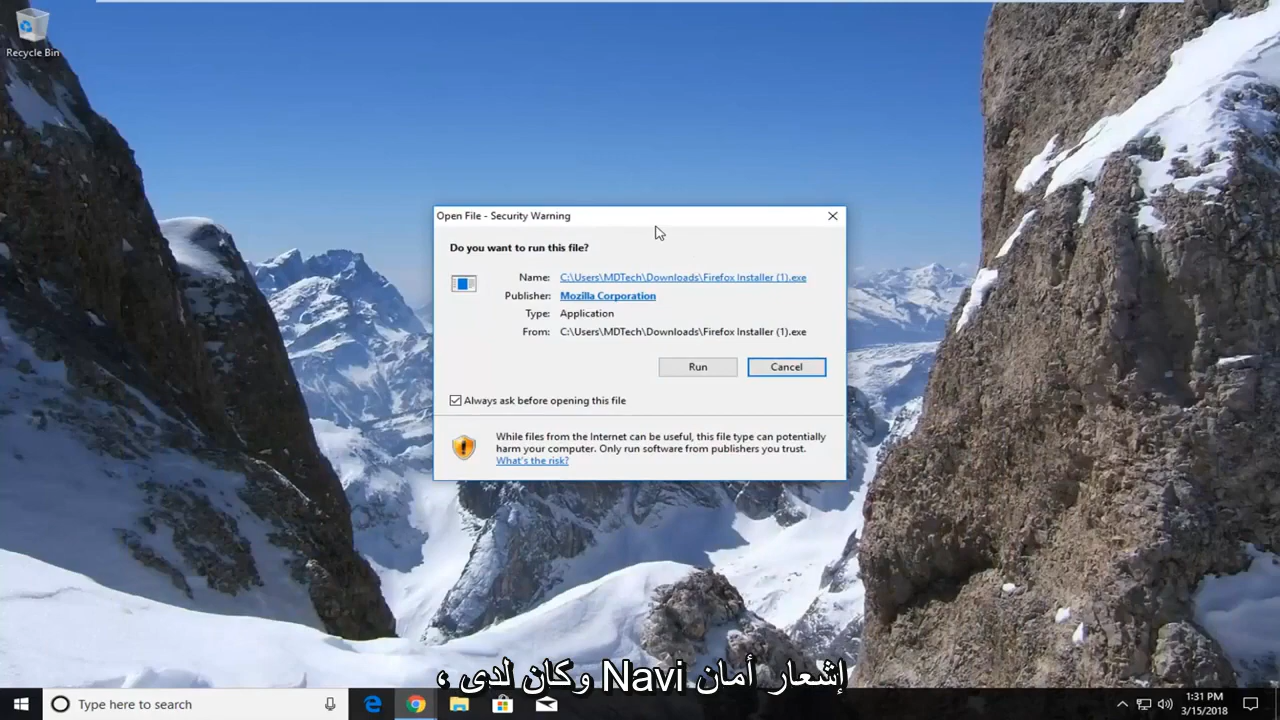 Recycle Bin
Open File - Security Warning
Do you want to run this file?
Name: C:\Users\MDTech\Downloads\Firefox Installer (1).exe
Publisher: Mozilla Corporation
Type: Application
From: C:\Users\MDTech\Downloads\Firefox Installer (1).exe
Run Cancel
Always ask before opening this file
While files from the Internet can be useful, this file type can potentially
harm your computer. Only run software from publishers you trust.
What's the risk?
إشعار أمان Navi وكان لدى ،
Type here to search
1:31 PM
3/15/2018